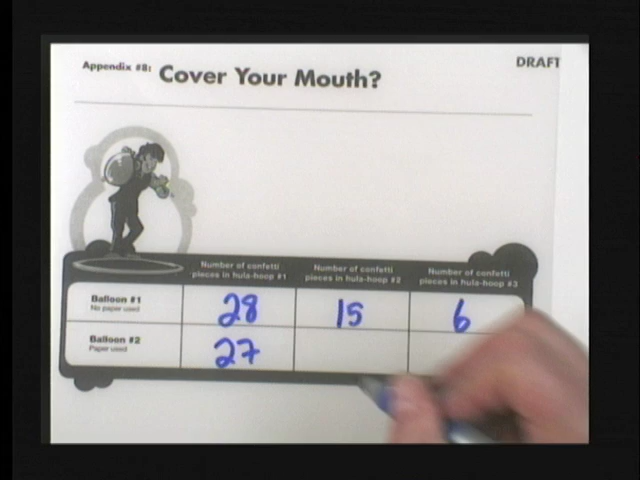 Appendix #8: Cover Your Mouth?
DRAFT
Number of confetti pieces in hula-hoop #1
Number of confetti pieces in hula-hoop #2
Number of confetti pieces in hula-hoop #3
Balloon #1
No paper used
28
15
6
Balloon #2
Paper used
27